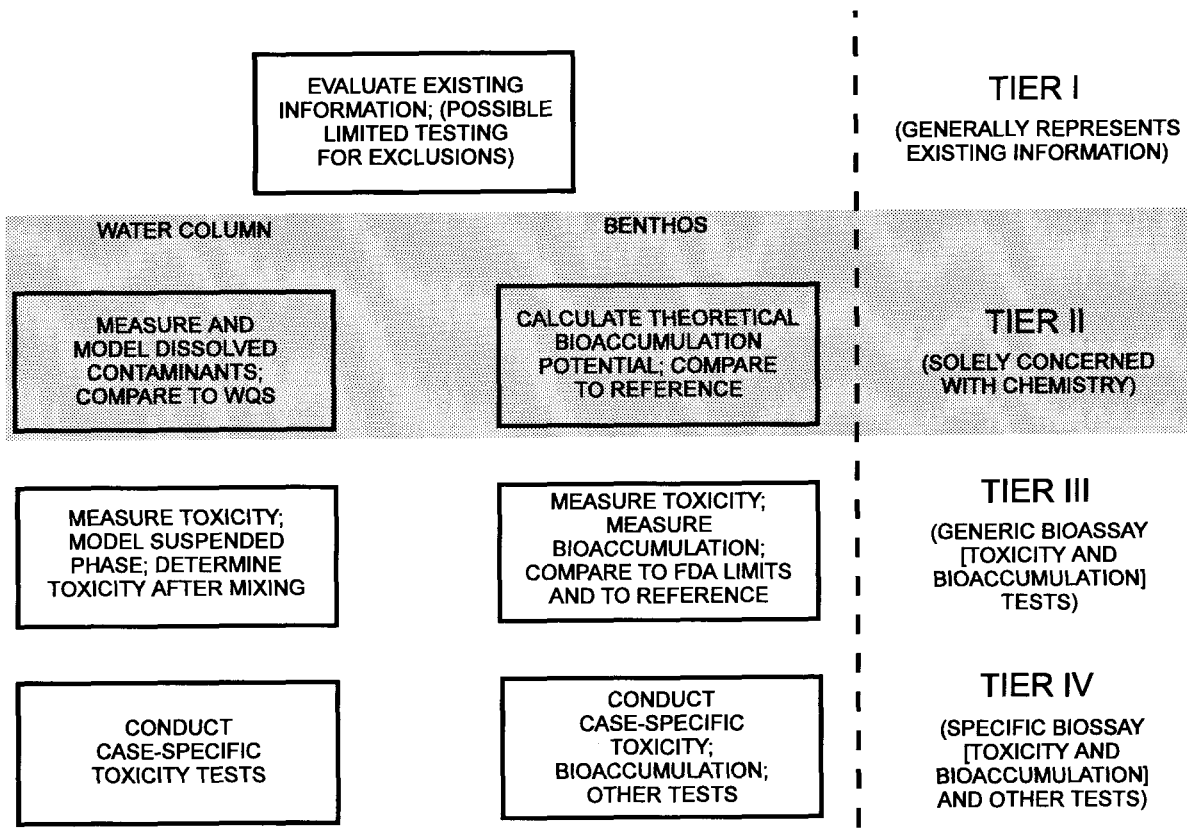 EVALUATE EXISTING
INFORMATION; (POSSIBLE
LIMITED TESTING
FOR EXCLUSIONS)
TIER I
(GENERALLY REPRESENTS
EXISTING INFORMATION)
WATER COLUMN
BENTHOS
MEASURE AND
MODEL DISSOLVED
CONTAMINANTS;
COMPARE TO WQS
CALCULATE THEORETICAL
BIOACCUMULATION
POTENTIAL; COMPARE
TO REFERENCE
TIER II
(SOLELY CONCERNED
WITH CHEMISTRY)
MEASURE TOXICITY;
MODEL SUSPENDED
PHASE; DETERMINE
TOXICITY AFTER MIXING
MEASURE TOXICITY;
MEASURE
BIOACCUMULATION;
COMPARE TO FDA LIMITS
AND TO REFERENCE
TIER III
(GENERIC BIOASSAY
[TOXICITY AND
BIOACCUMULATION]
TESTS)
CONDUCT
CASE-SPECIFIC
TOXICITY TESTS
CONDUCT
CASE-SPECIFIC
TOXICITY;
BIOACCUMULATION;
OTHER TESTS
TIER IV
(SPECIFIC BIOSSAY
[TOXICITY AND
BIOACCUMULATION]
AND OTHER TESTS)